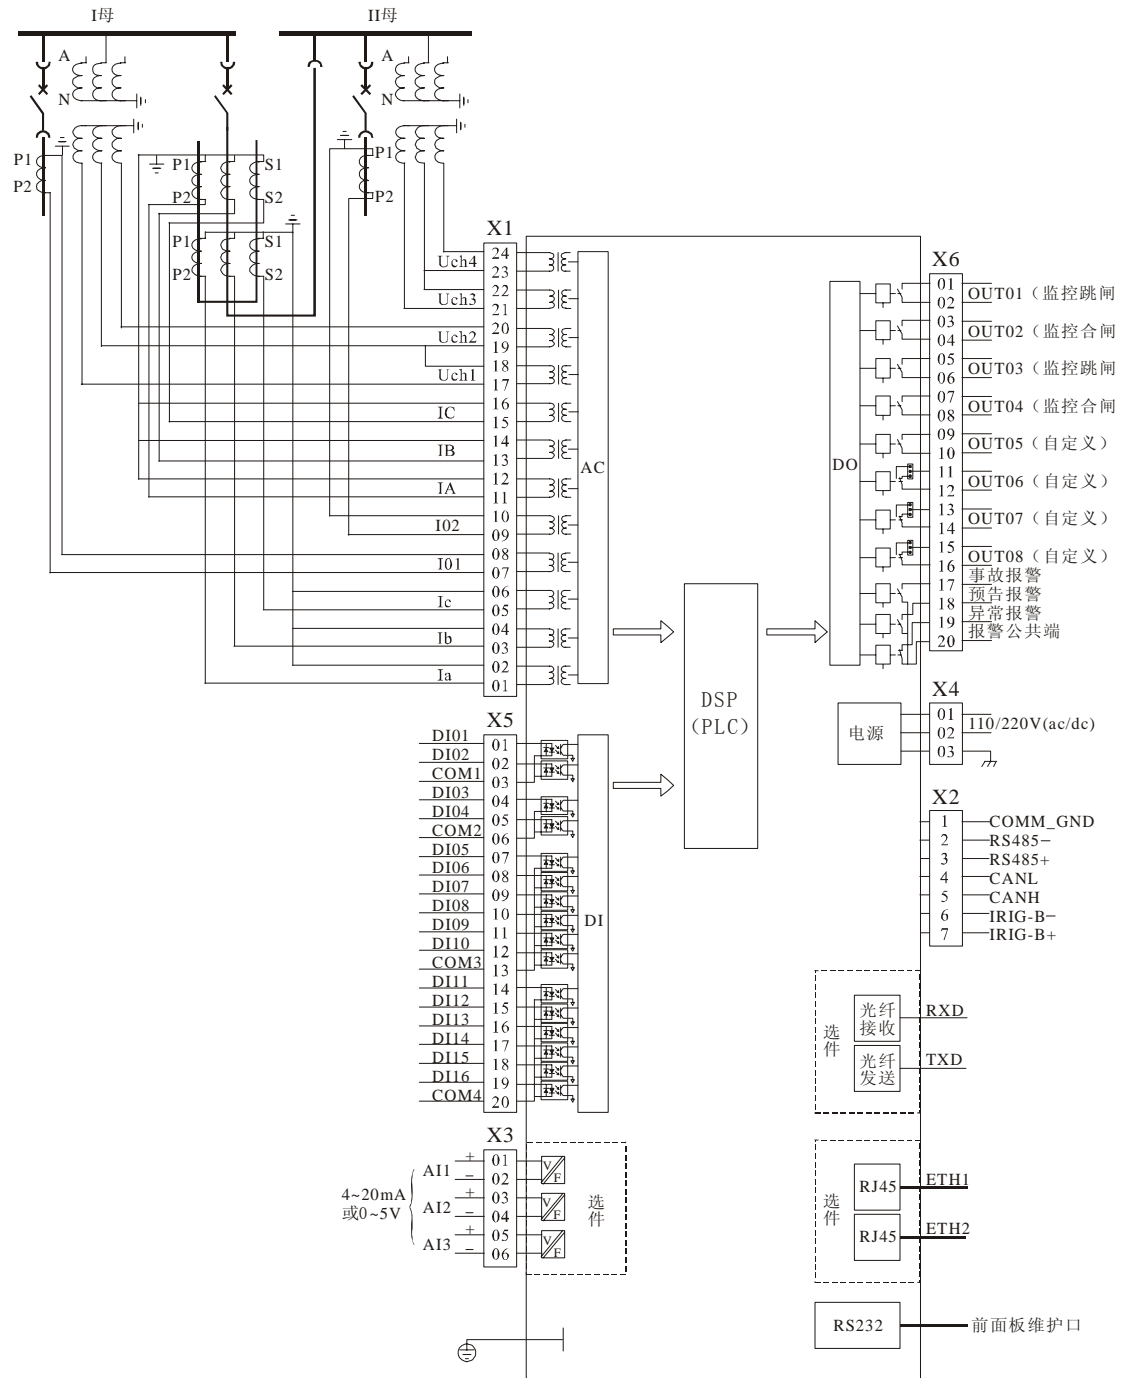 I母
II母
A
N
A
N
P1
P2
P1
P2
S1
S2
P1
P2
S1
S2
P1
P2
X1
24
Uch4
23
22
Uch3
21
20
Uch2
19
18
Uch1
17
16
IC
15
14
IB
13
12
IA
11
10
I02
09
08
I01
07
06
Ic
05
04
Ib
03
02
Ia
01
AC
X5
DI01
01
DI02
02
COM1
03
DI03
04
DI04
05
COM2
06
DI05
07
DI06
08
DI07
09
DI08
10
DI09
11
DI10
12
COM3
13
DI11
14
DI12
15
DI13
16
DI14
17
DI15
18
DI16
19
COM4
20
DI
X3
4~20mA
或0~5V
AI1
+
01
−
02
AI2
+
03
−
04
AI3
+
05
−
06
V/F
V/F
V/F
选件
DSP
(PLC)
DO
X6
01
OUT01（监控跳闸
02
03
OUT02（监控合闸
04
05
OUT03（监控跳闸
06
07
OUT04（监控合闸
08
09
OUT05（自定义）
10
11
OUT06（自定义）
12
13
OUT07（自定义）
14
15
OUT08（自定义）
16
事故报警
17
预告报警
18
异常报警
19
报警公共端
20
X4
电源
01
110/220V(ac/dc)
02
03
X2
1 COMM_GND
2 RS485−
3 RS485+
4 CANL
5 CANH
6 IRIG-B−
7 IRIG-B+
选件
光纤
接收
RXD
光纤
发送
TXD
选件
RJ45 ETH1
RJ45 ETH2
RS232 前面板维护口